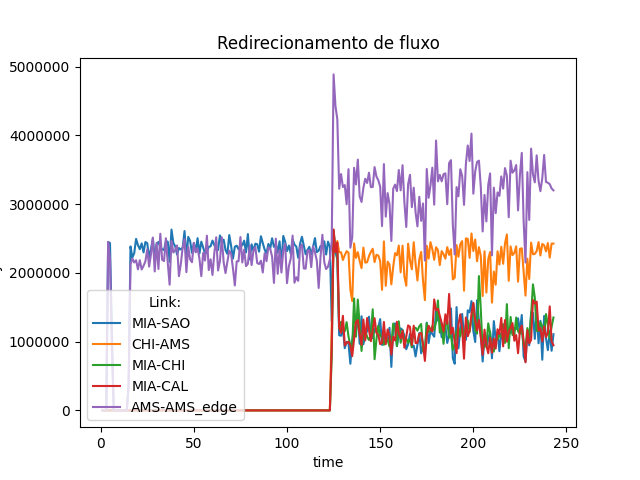 Redirecionamento de fluxo
5000000
4000000
3000000
2000000
1000000
0
Link:
MIA-SAO
CHI-AMS
MIA-CHI
MIA-CAL
AMS-AMS_edge
0 50 100 150 200 250
time